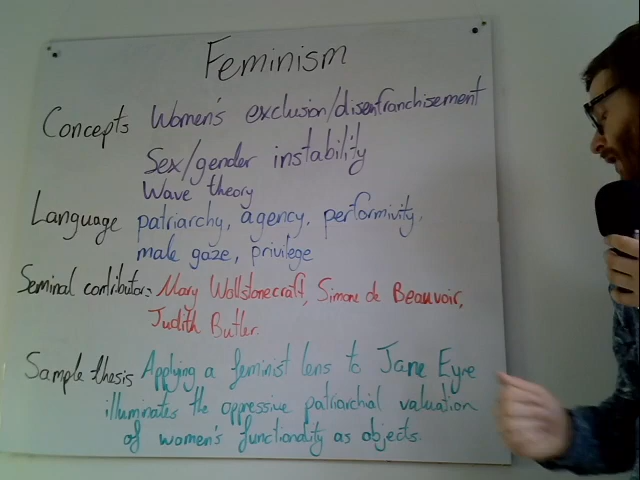 Feminism
Concepts Women's exclusion/disenfranchisement
Sex/gender instability
Wave theory
Language patriarchy, agency, performivity,
male gaze, privilege
Seminal contributors: Mary Wollstonecraft, Simone de Beauvoir,
Judith Butler.
Sample thesis Applying a feminist lens to Jane Eyre
illuminates the oppressive patriarchial valuation
of women's functionality as objects.